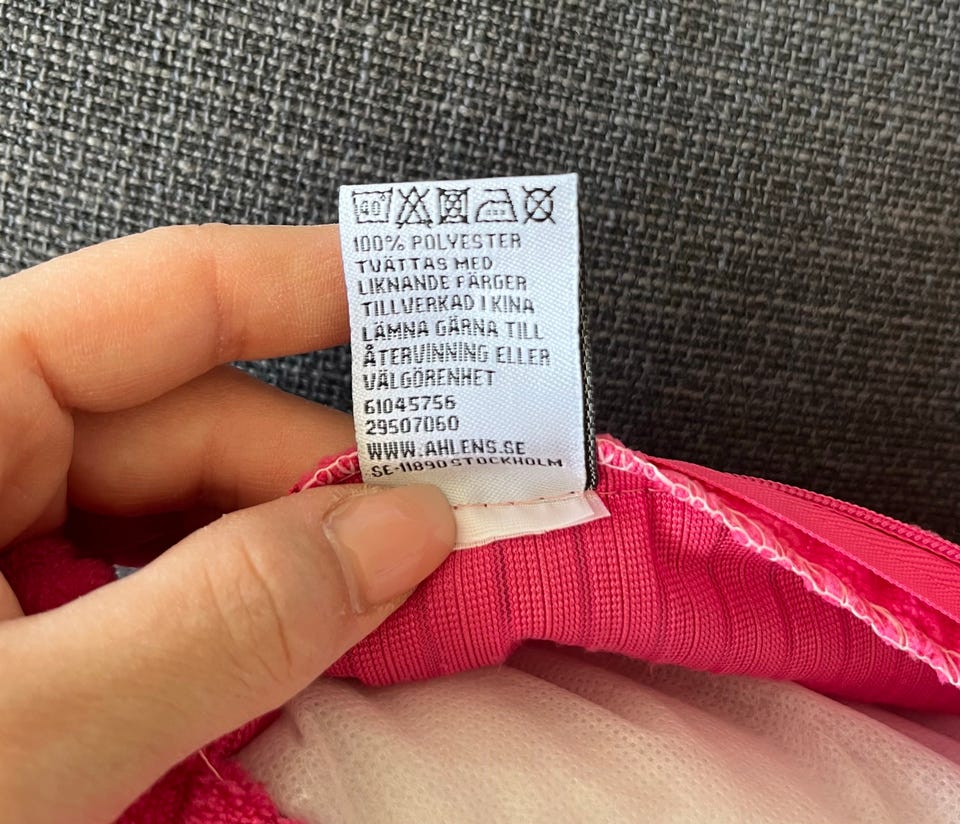 40°
100% POLYESTER
TVÄTTAS MED
LIKNANDE FÄRGER
TILLVERKAD I KINA
LÄMNA GÄRNA TILL
ÅTERVINNING ELLER
VÄLGÖRENHET
61045756
29507060
WWW.AHLENS.SE
SE-11890 STOCKHOLM